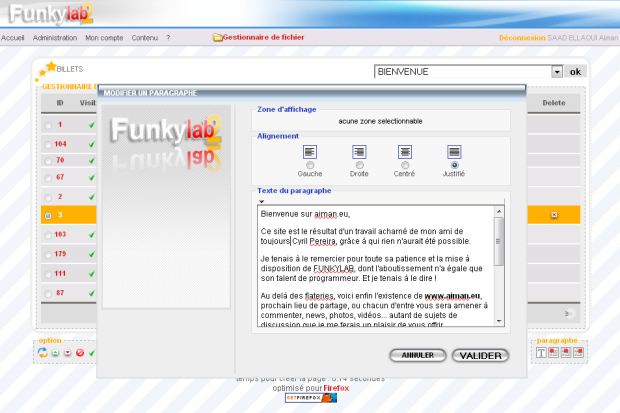 Funkylab2
Accueil Administration Mon compte Contenu ? Gestionnaire de fichier Déconnexion SAAD ELLAOUI Aiman
BILLETS BIENVENUE ok
MODIFIER UN PARAGRAPHE
ID Delete
1
104
70
67
2
3
103
179
111
87
Funkylab2
Zone d'affichage
acune zone selectionnable
Alignement
Gauche Droite Centré Justifié
Texte du paragraphe
Bienvenue sur aiman.eu,
Ce site est le résultat d'un travail acharné de mon ami de
toujours Cyril Pereira, grâce à qui rien n'aurait été possible.
Je tenais à le remercier pour toute sa patience et la mise à
disposition de FUNKYLAB, dont l'aboutissement n'a égale que
son talent de programmeur. Et je tenais à le dire !
Au delà des flateries, voici enfin l'existence de www.aiman.eu,
prochain lieu de partage, ou chacun d'entre vous sera amener à
commenter, news, photos, vidéos... autant de sujets de
discussion que je me ferais un plaisir de vous offrir
ANNULER VALIDER
option paragraphe
temps pour créer la page : 0.14 secondes
optimisé pour Firefox
GETFIREFOX